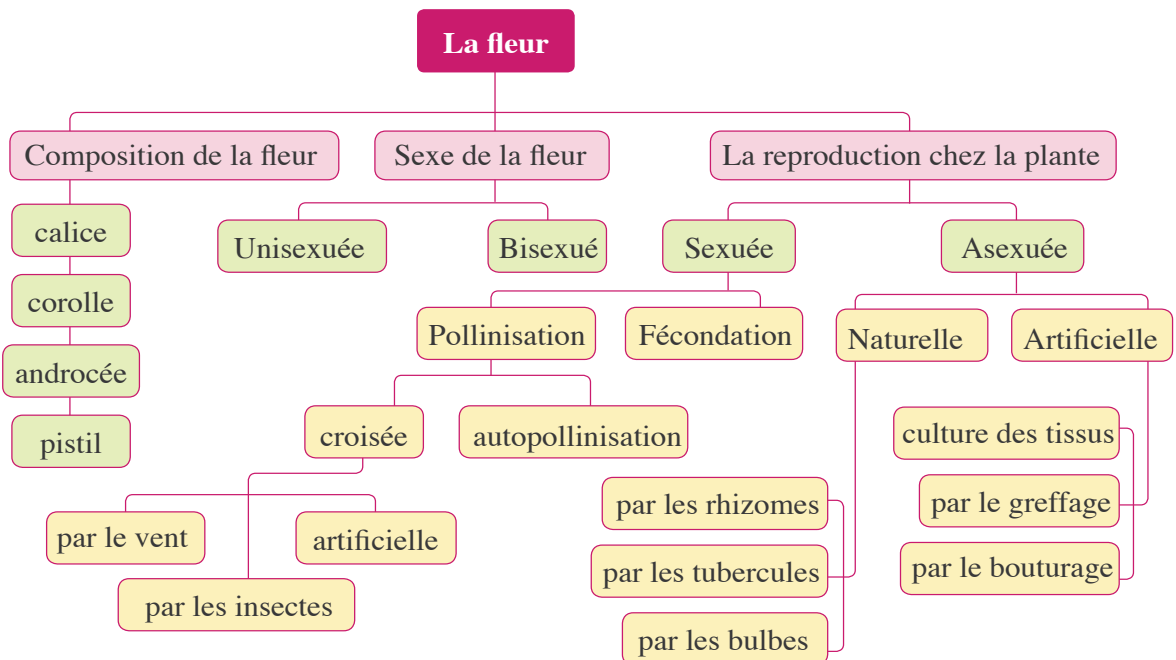 La fleur
Composition de la fleur
Sexe de la fleur
La reproduction chez la plante
calice
corolle
androcée
pistil
Unisexuée
Bisexué
Sexuée
Asexuée
Pollinisation
Fécondation
Naturelle
Artificielle
croisée
autopollinisation
par le vent
artificielle
par les insectes
par les rhizomes
par les tubercules
par les bulbes
culture des tissus
par le greffage
par le bouturage